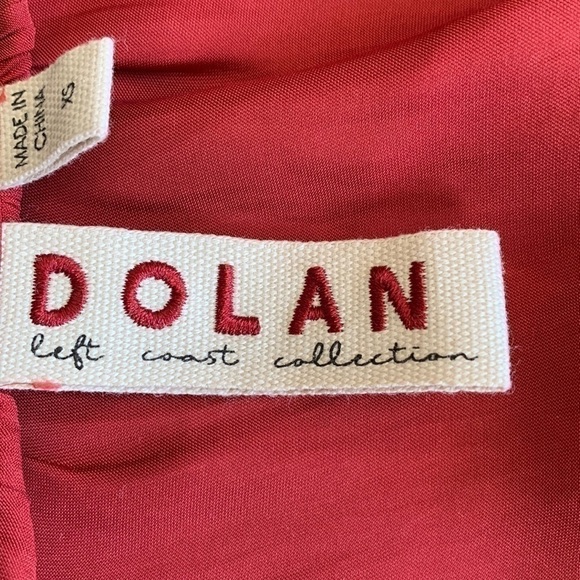 MADE IN
CHINA
XS
DOLAN
left coast collection